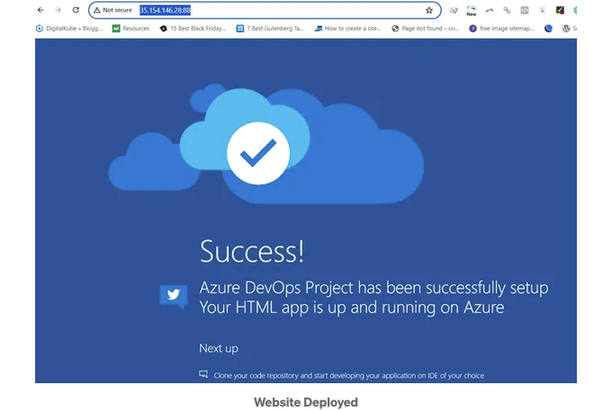 Not secure 35.154.146.28:88
New
DigitalKube » Blogg... Resources 15 Best Black Friday... 7 Best Gutenberg Ta... How to create a site... Page not found – cri... free image sitemap...
Success!
Azure DevOps Project has been successfully setup
Your HTML app is up and running on Azure
Next up
Clone your code repository and start developing your application on IDE of your choice
Website Deployed